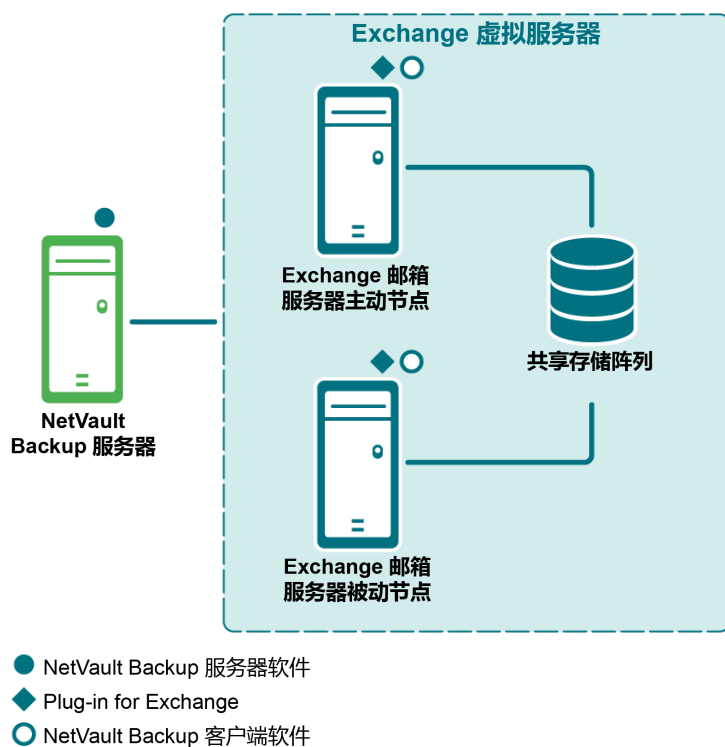 Exchange 虚拟服务器
Exchange 邮箱
服务器主动节点
NetVault
Backup 服务器
共享存储阵列
Exchange 邮箱
服务器被动节点
NetVault Backup 服务器软件
Plug-in for Exchange
NetVault Backup 客户端软件